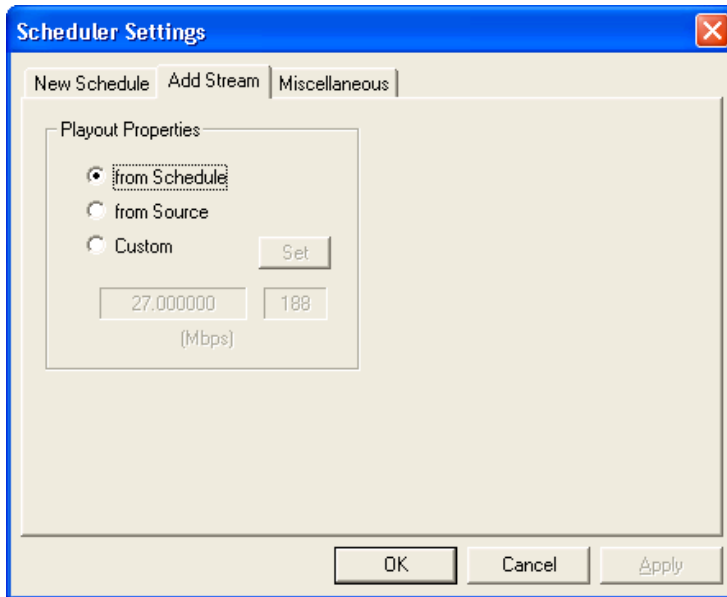 Scheduler Settings
New Schedule Add Stream Miscellaneous
Playout Properties
from Schedule
from Source
Custom Set
27.000000 188
(Mbps)
OK Cancel Apply